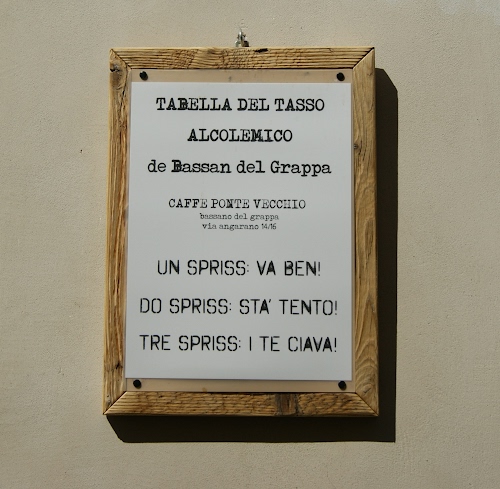 TABELLA DEL TASSO
ALCOLEMICO
de Bassan del Grappa
CAFFE PONTE VECCHIO
bassano del grappa
via angarano 14/16
UN SPRISS: VA BEN!
DO SPRISS: STA' TENTO!
TRE SPRISS: I TE CIAVA!